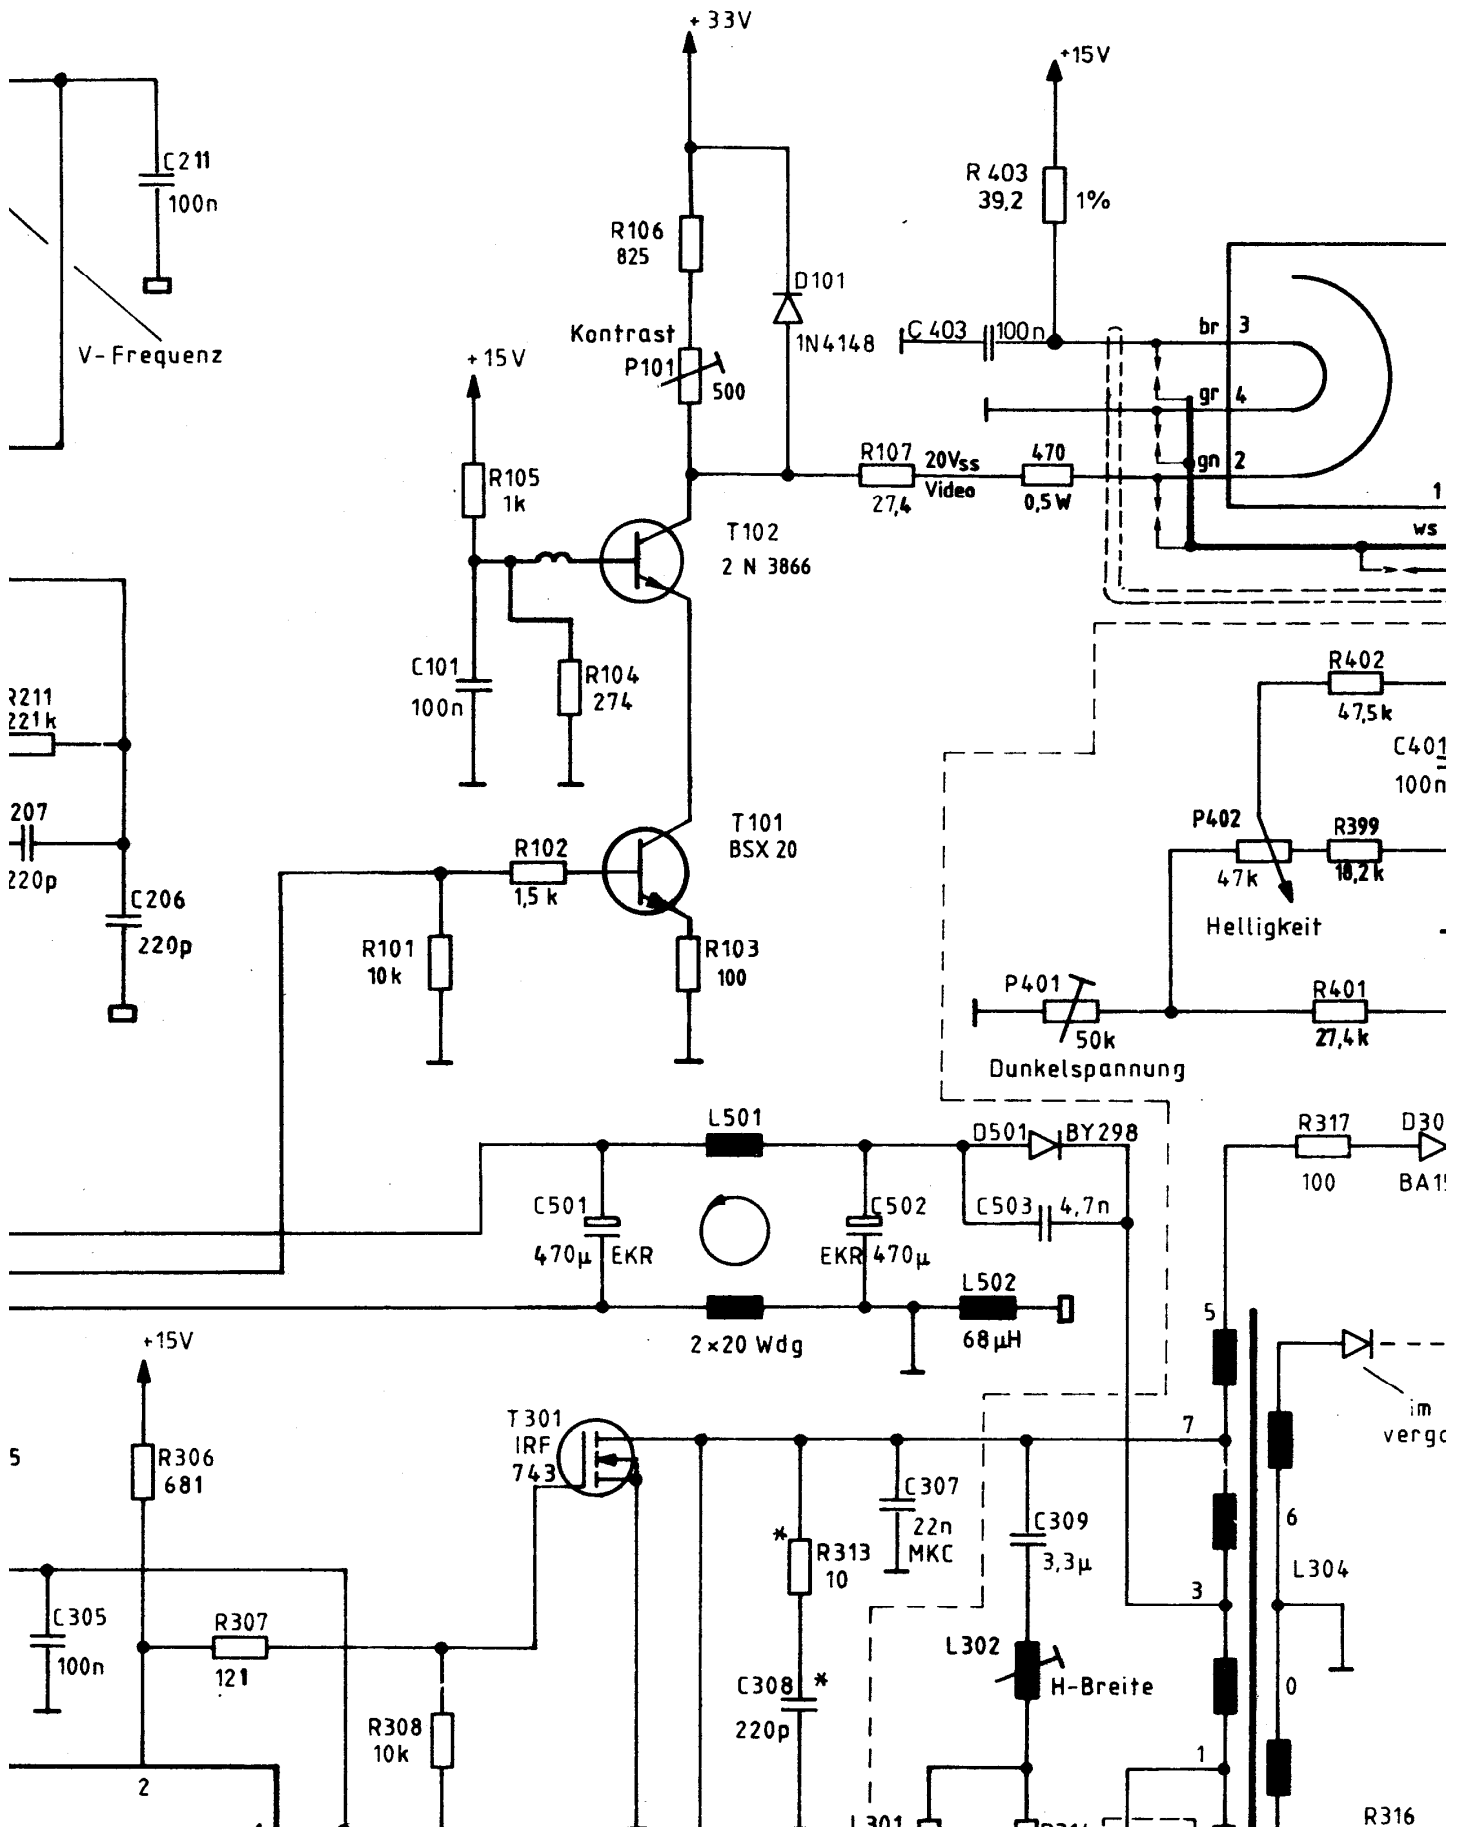 + 33V
+15V
C211
100n
R 403
39,2
1%
R106
825
D101
1N4148
C 403
100n
br
3
Kontrast
P101
500
V-Frequenz
+15V
gr
4
R105
1k
R107
27,4
20Vss
Video
470
0,5W
gn
2
1
ws
T102
2 N 3866
C101
100n
R104
274
R211
221k
R402
47,5k
C401
100n
207
220p
C206
220p
T101
BSX 20
R102
1,5 k
P402
47k
R399
18,2k
Helligkeit
R101
10k
R103
100
P401
50k
R401
27,4k
Dunkelspannung
L501
D501
BY298
R317
100
D30
BA1
C501
470µ
EKR
C502
EKR
470µ
C503
4,7n
L502
68µH
5
2×20 Wdg
+15V
im
T301
IRF
743
7
5
R306
681
C307
22n
MKC
C309
3,3µ
6
*
R313
10
L304
3
C305
100n
R307
121
L302
H-Breite
0
C308
*
220p
R308
10k
1
2
L301
R316